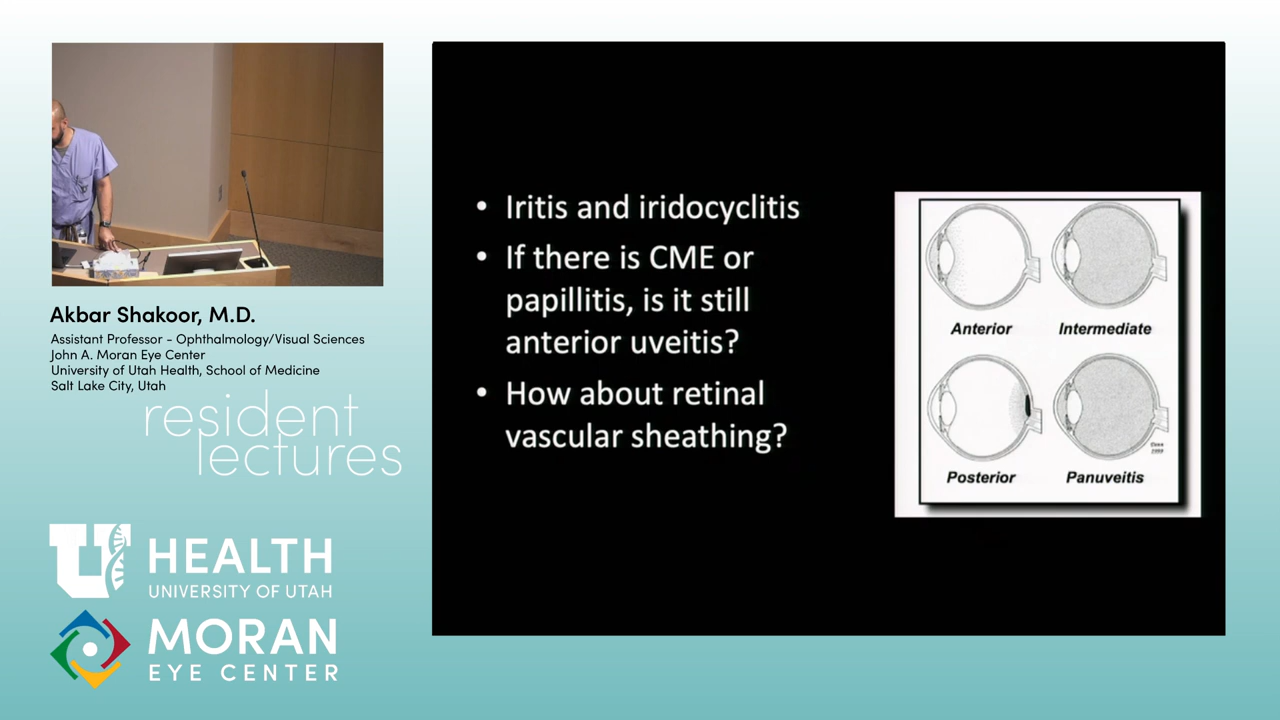 Akbar Shakoor, M.D.
Assistant Professor - Ophthalmology/Visual Sciences
John A. Moran Eye Center
University of Utah Health, School of Medicine
Salt Lake City, Utah
resident
lectures
U HEALTH
UNIVERSITY OF UTAH
MORAN
EYE CENTER
• Iritis and iridocyclitis
• If there is CME or
papillitis, is it still
anterior uveitis?
• How about retinal
vascular sheathing?
Anterior
Intermediate
Posterior
Panuveitis